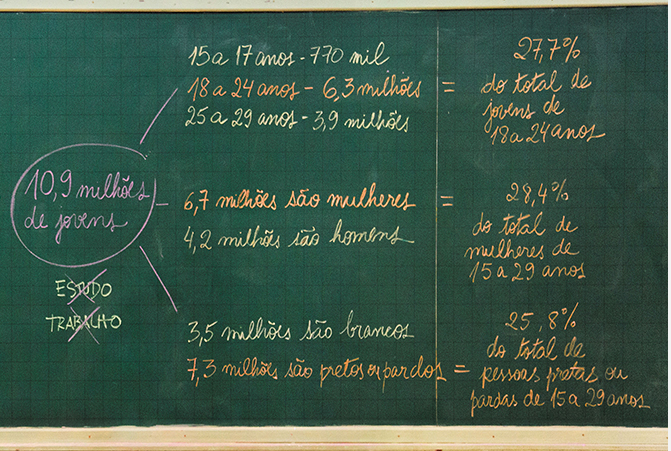 10,9 milhões
de jovens
ESTUDO
TRABALHO
15 a 17 anos - 770 mil
18 a 24 anos - 6,3 milhões = 27,7%
do total de
jovens de
18 a 24 anos
25 a 29 anos - 3,9 milhões
6,7 milhões são mulheres = 28,4%
do total de
mulheres de
15 a 29 anos
4,2 milhões são homens
3,5 milhões são brancos
7,3 milhões são pretos ou pardos = 25,8%
do total de
pessoas pretas ou
pardas de 15 a 29 anos